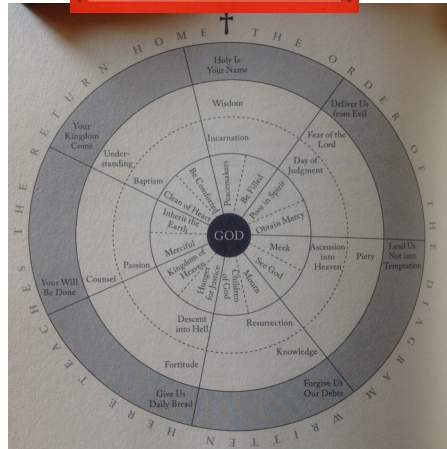 THE ORDER OF THE DIAGRAM WRITTEN HERE TEACHES THE RETURN HOME
Holy Is
Your Name
Deliver Us
from Evil
Lead Us
Not into
Temptation
Forgive Us
Our Debts
Give Us
Daily Bread
Your Will
Be Done
Your
Kingdom
Come
Wisdom
Fear of the
Lord
Piety
Knowledge
Fortitude
Counsel
Under-
standing
Incarnation
Day of
Judgment
Ascension
into
Heaven
Resurrection
Descent
into Hell
Passion
Baptism
Peacemakers
Be Filled
Poor in Spirit
Obtain Mercy
Meek
See God
Mourn
Children
of God
Hunger
for Justice
Kingdom of
Heaven
Merciful
Inherit the
Earth
Clean of Heart
Be Comforted
GOD